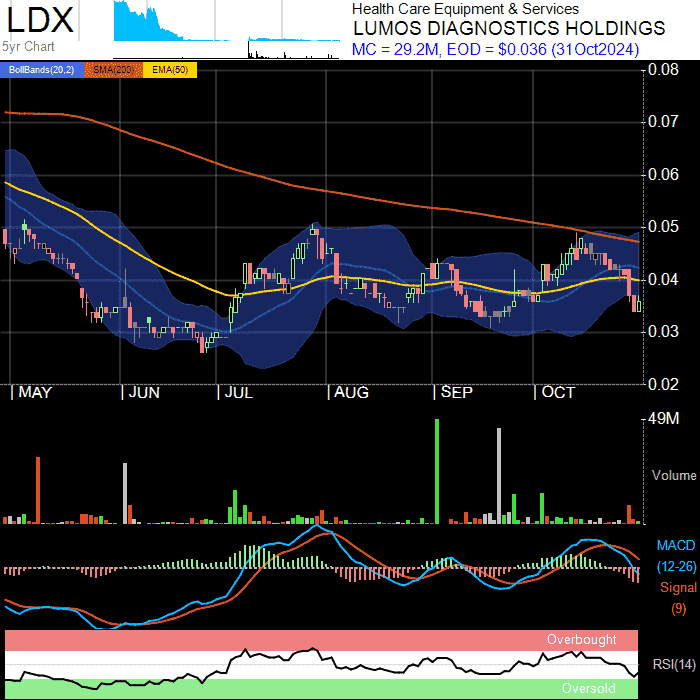 LDX
5yr Chart
Health Care Equipment & Services
LUMOS DIAGNOSTICS HOLDINGS
MC = 29.2M, EOD = $0.036 (31Oct2024)
BollBands(20,2) SMA(200) EMA(50)
0.08
0.07
0.06
0.05
0.04
0.03
0.02
MAY JUN JUL AUG SEP OCT
49M
Volume
MACD
(12-26)
Signal
(9)
Overbought
RSI(14)
Oversold